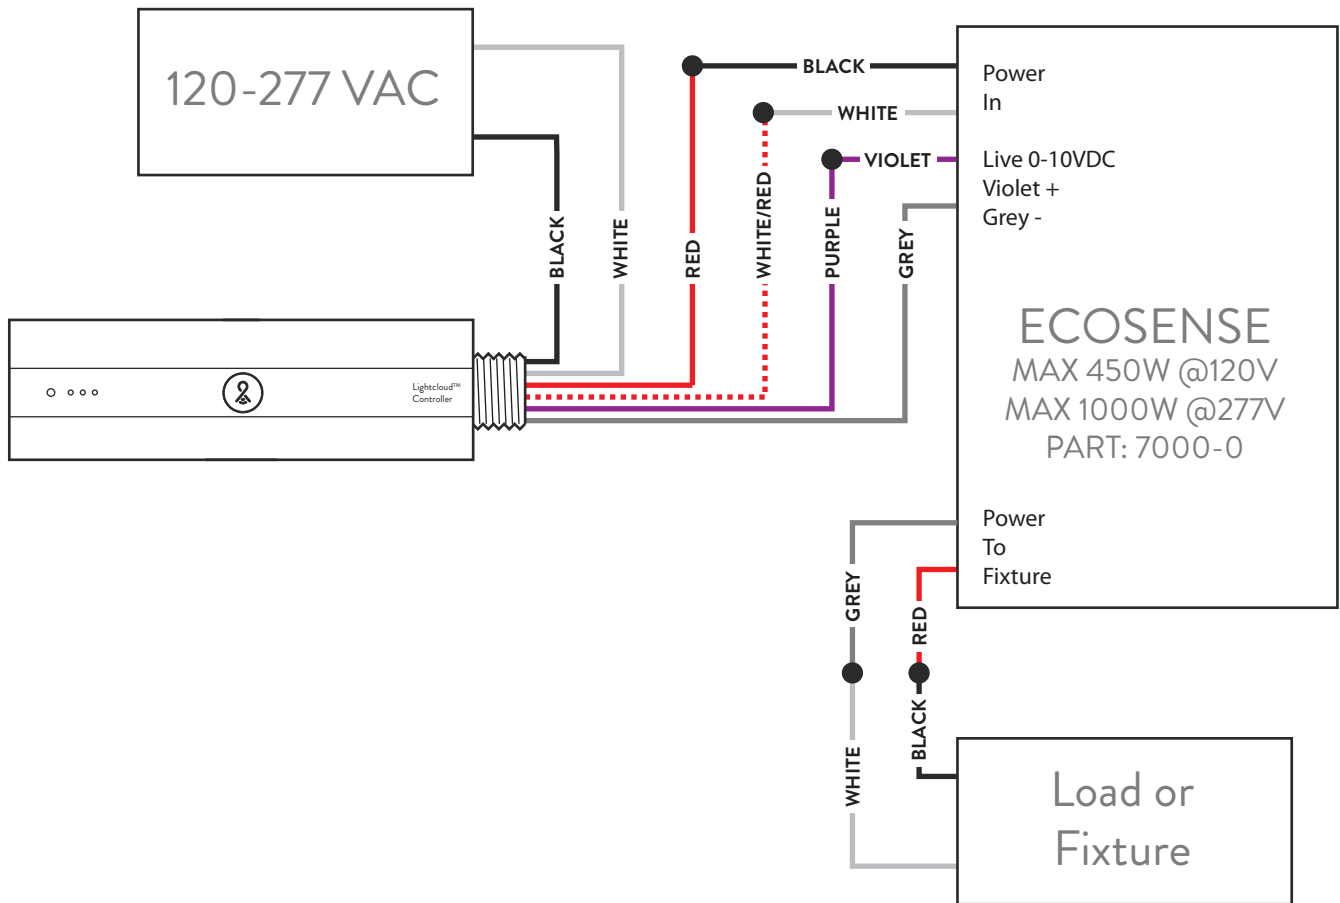 120-277 VAC
BLACK
WHITE
RED
WHITE/RED
PURPLE
GREY
BLACK
WHITE
VIOLET
Power
In
Live 0-10VDC
Violet +
Grey -
ECOSENSE
MAX 450W @120V
MAX 1000W @277V
PART: 7000-0
Lightcloud™
Controller
Power
To
Fixture
GREY
RED
WHITE
BLACK
Load or
Fixture